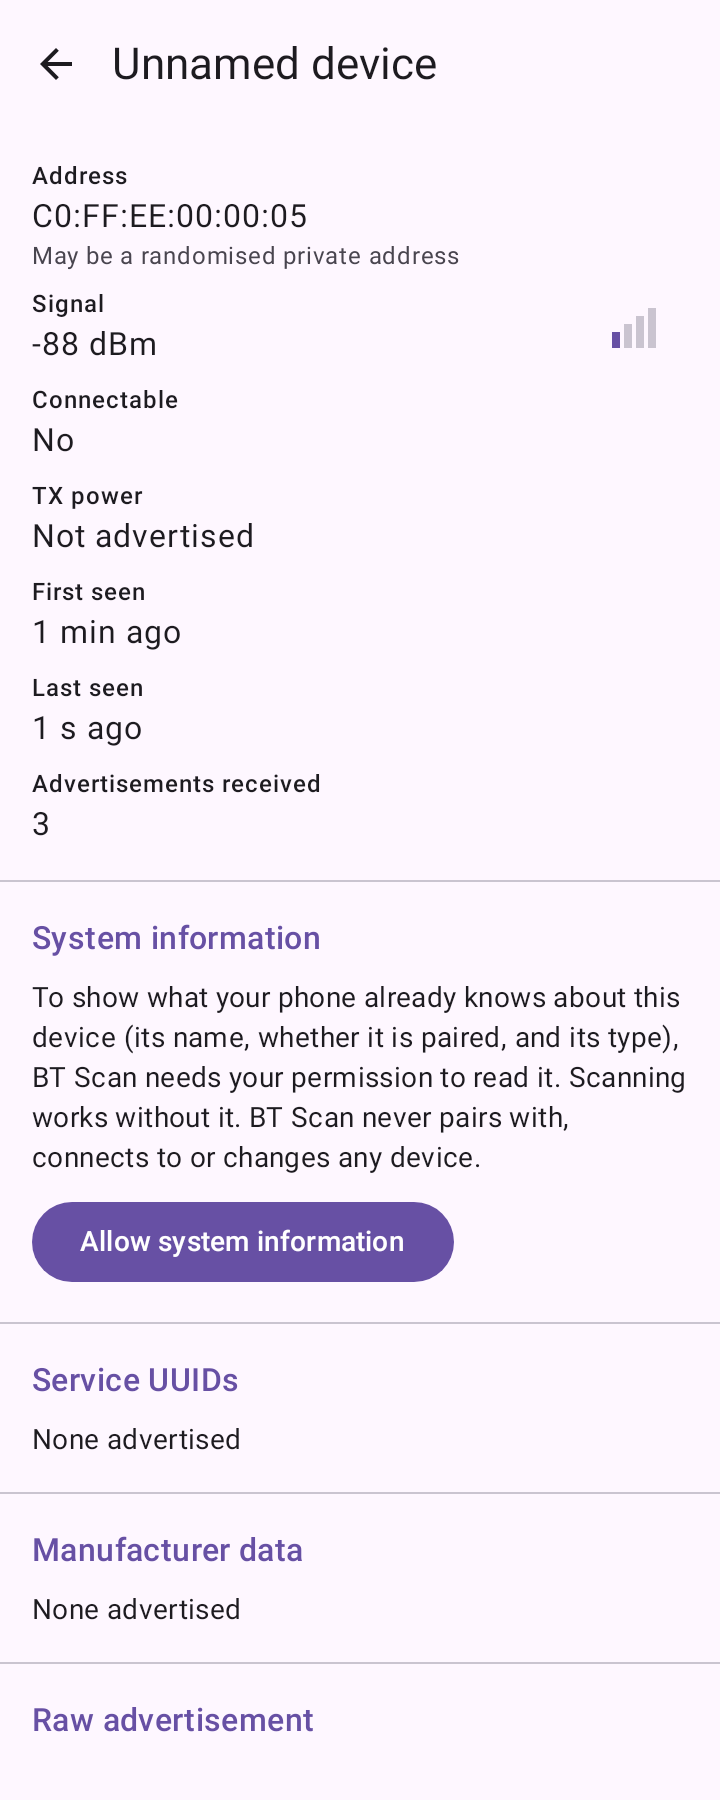 Unnamed device
Address
C0:FF:EE:00:00:05
May be a randomised private address
Signal
-88 dBm
Connectable
No
TX power
Not advertised
First seen
1 min ago
Last seen
1 s ago
Advertisements received
3
System information
To show what your phone already knows about this
device (its name, whether it is paired, and its type),
BT Scan needs your permission to read it. Scanning
works without it. BT Scan never pairs with,
connects to or changes any device.
Allow system information
Service UUIDs
None advertised
Manufacturer data
None advertised
Raw advertisement